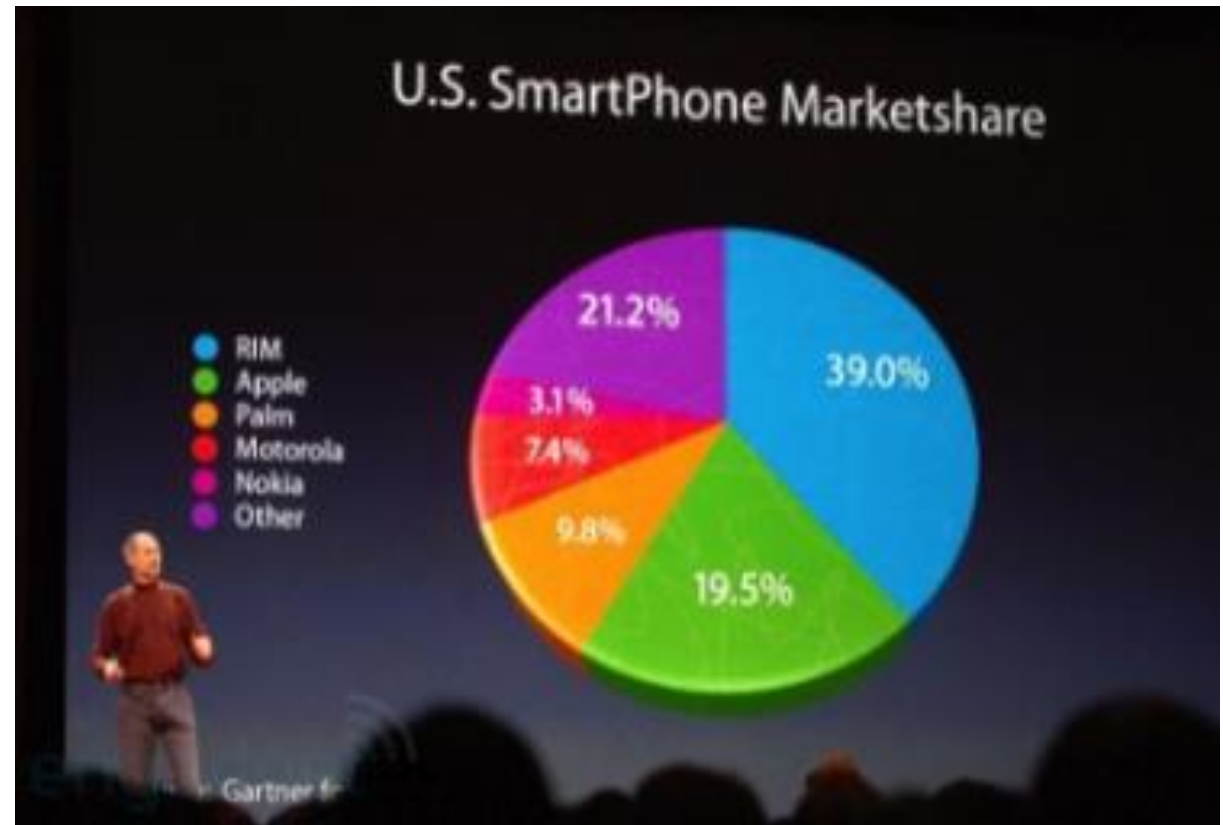 U.S. SmartPhone Marketshare
21.2%
39.0%
3.1%
7.4%
9.8%
19.5%
RIM
Apple
Palm
Motorola
Nokia
Other
Gartner